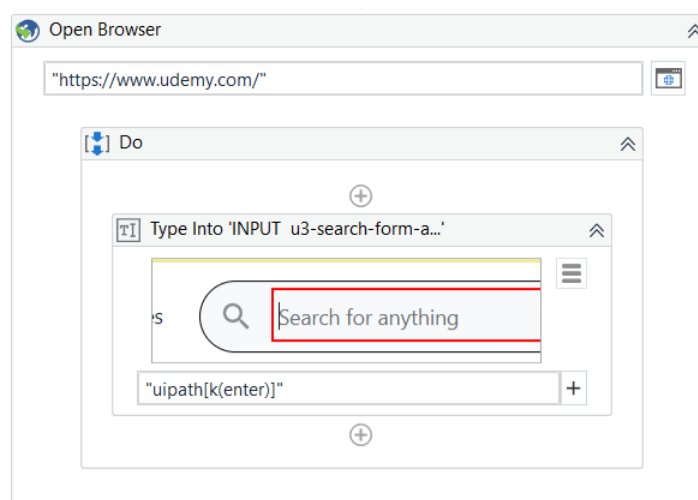 Open Browser
"https://www.udemy.com/"
Do
Type Into 'INPUT u3-search-form-a...'
s
Search for anything
"uipath[k(enter)]"